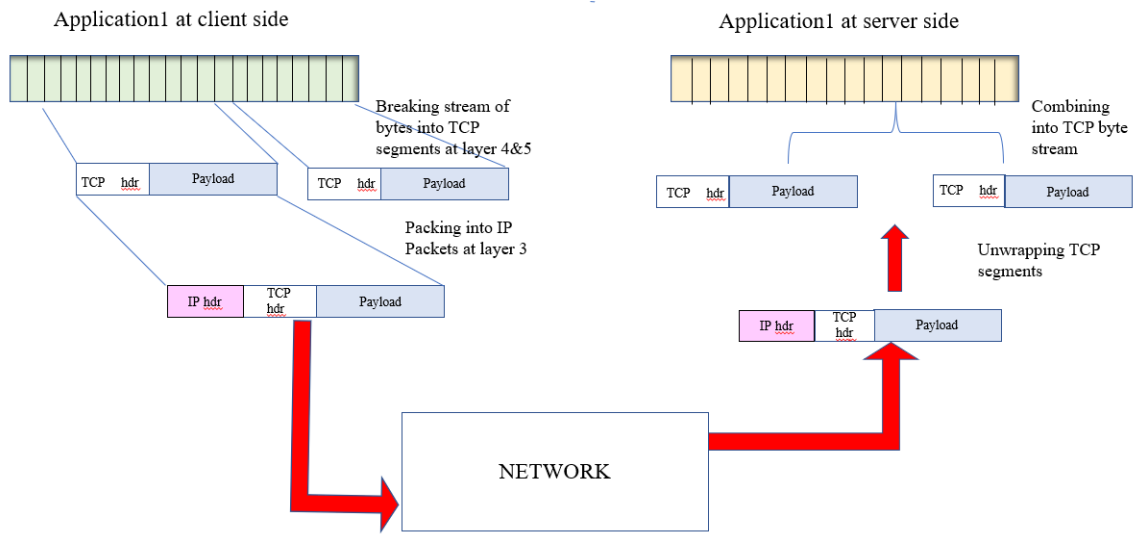 Application1 at client side
Application1 at server side
Breaking stream of
bytes into TCP
segments at layer 4&5
Combining
into TCP byte
stream
TCP hdr
Payload
TCP hdr
Payload
TCP hdr
Payload
TCP hdr
Payload
Packing into IP
Packets at layer 3
Unwrapping TCP
segments
IP hdr
TCP
hdr
Payload
IP hdr
TCP
hdr
Payload
NETWORK